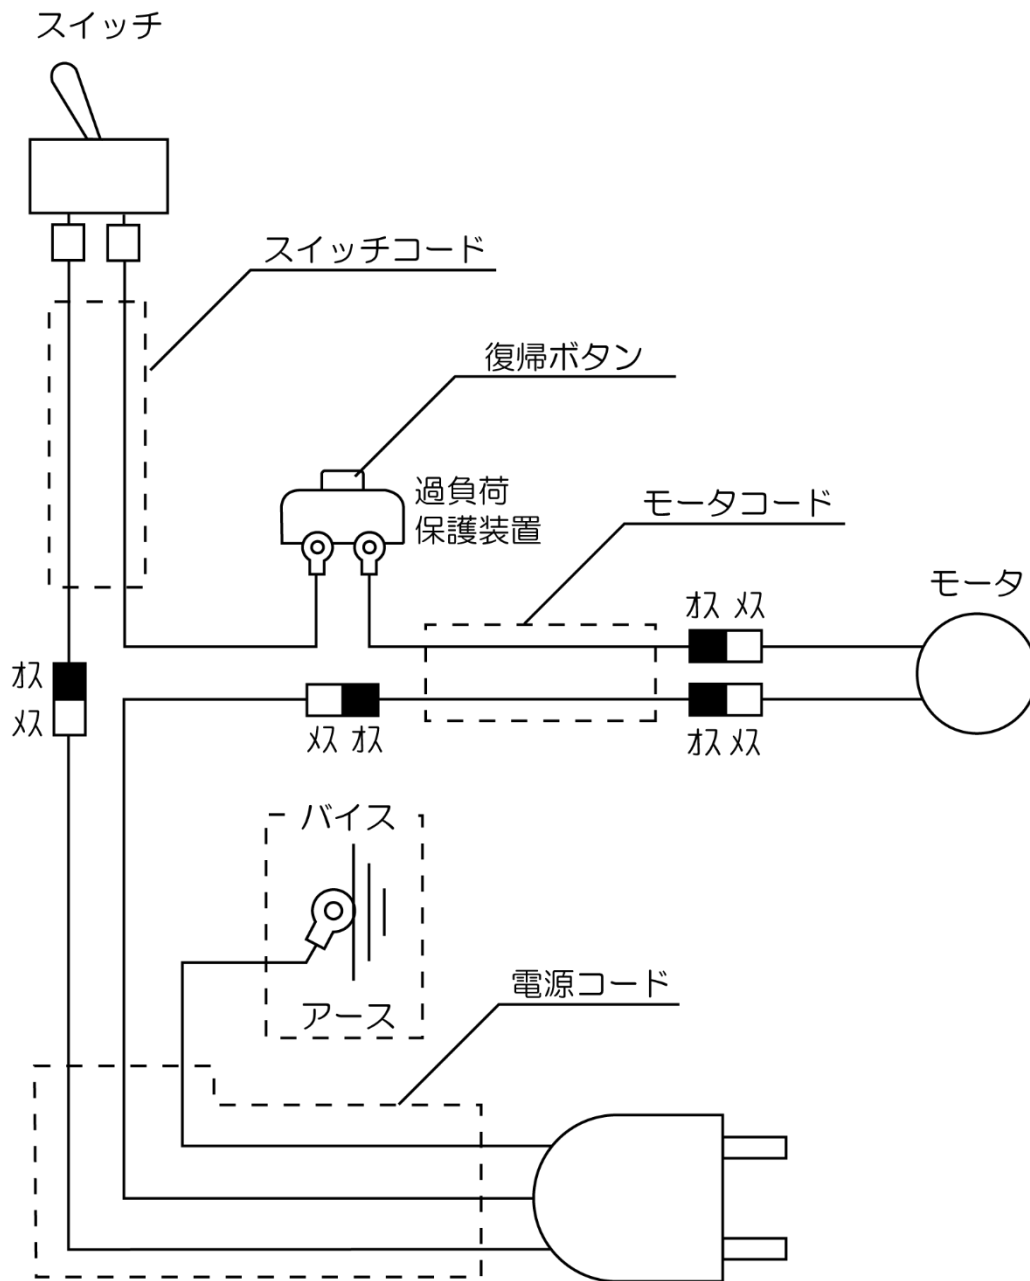 スイッチ
スイッチコード
復帰ボタン
過負荷
保護装置
モータコード
モータ
ｵｽ ﾒｽ
ｵｽ
ﾒｽ
ﾒｽ ｵｽ
ｵｽ ﾒｽ
バイス
アース
電源コード